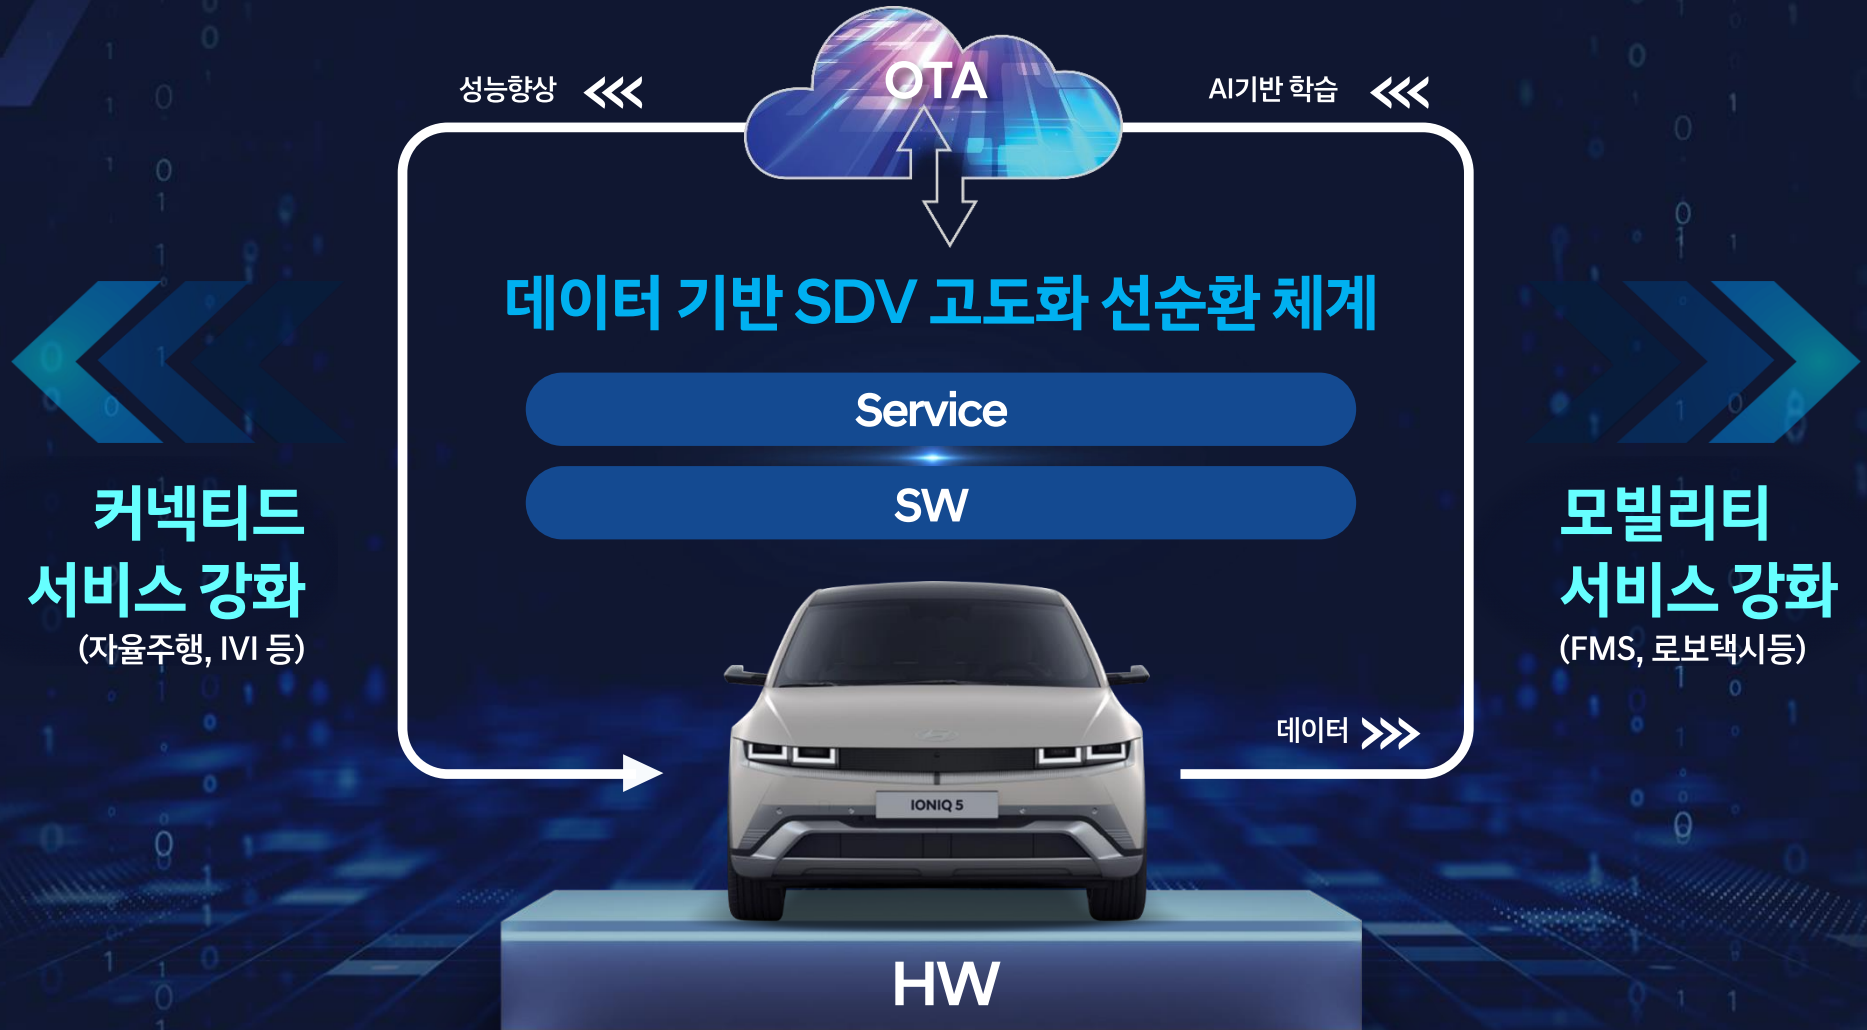 OTA
성능향상
AI기반 학습
데이터 기반 SDV 고도화 선순환 체계
Service
SW
커넥티드
서비스 강화
(자율주행, IVI 등)
모빌리티
서비스 강화
(FMS, 로보택시등)
데이터
IONIQ 5
HW